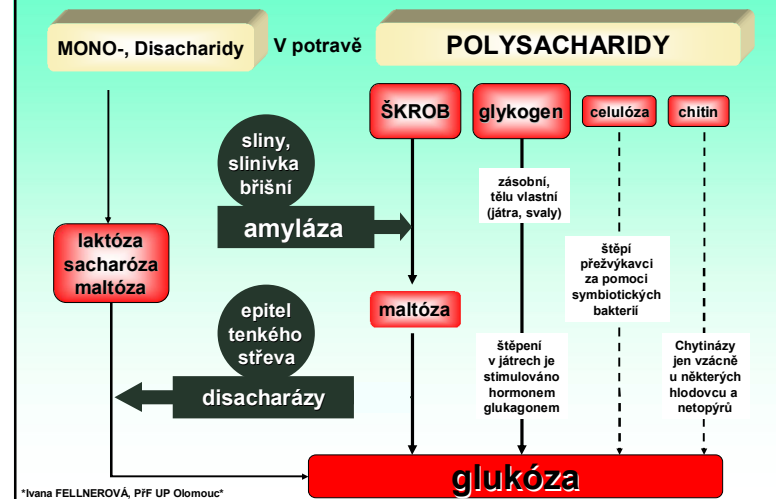 MONO-, Disacharidy
V potravě
POLYSACHARIDY
ŠKROB
glykogen
celulóza
chitin
sliny,
slinivka
břišní
amyláza
zásobní,
tělu vlastní
(játra, svaly)
laktóza
sacharóza
maltóza
štěpí
přežvýkavci
za pomoci
symbiotických
bakterií
epitel
tenkého
střeva
disacharázy
maltóza
štěpení
v játrech je
stimulováno
hormonem
glukagonem
Chytinázy
jen vzácně
u některých
hlodovcu a
netopýrů
glukóza
*Ivana FELLNEROVÁ, PřF UP Olomouc*